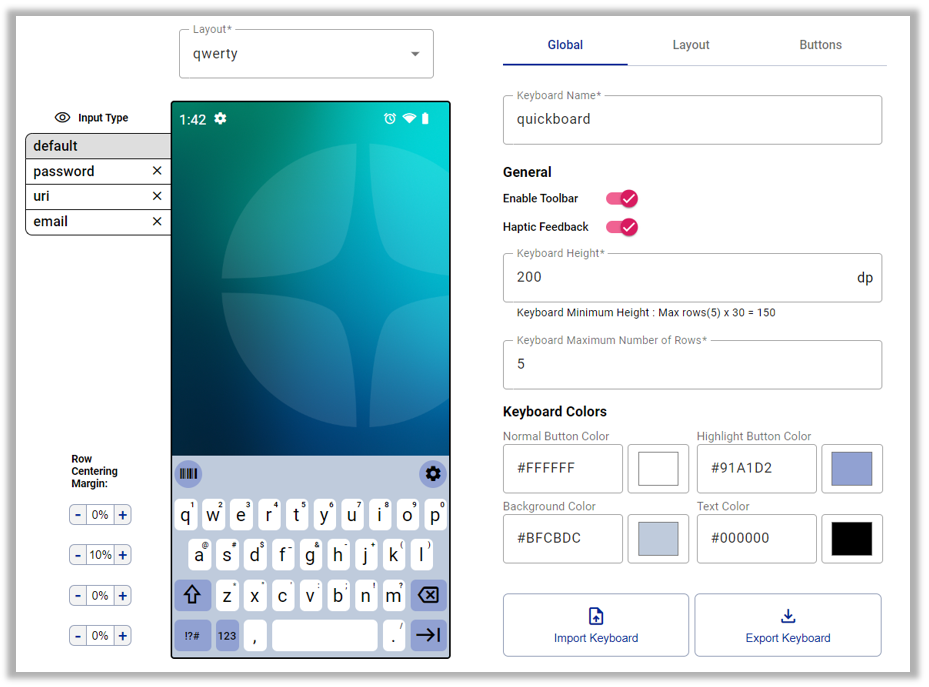 Layout*
qwerty
Input Type
default
password ×
uri ×
email ×
1:42
q1 w2 e3 r4 t5 y6 u7 i8 o9 p0
a@ s# d$ f- g& h- j+ k( l)
z* x" c' v: b; n! m?
!?# 123 , ./
Row
Centering
Margin:
- 0% +
- 10% +
- 0% +
- 0% +
Global Layout Buttons
Keyboard Name*
quickboard
General
Enable Toolbar
Haptic Feedback
Keyboard Height*
200 dp
Keyboard Minimum Height : Max rows(5) x 30 = 150
Keyboard Maximum Number of Rows*
5
Keyboard Colors
Normal Button Color Highlight Button Color
#FFFFFF #91A1D2
Background Color Text Color
#BFCBDC #000000
Import Keyboard Export Keyboard